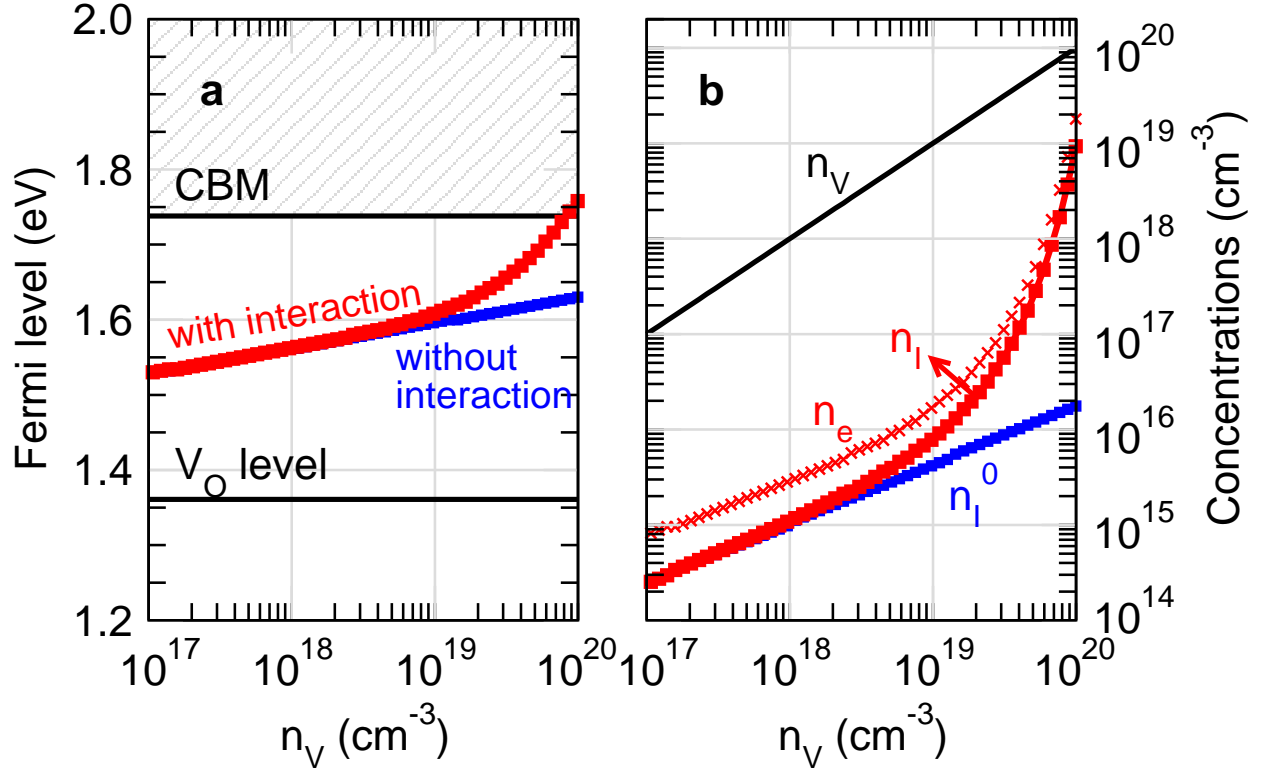 a
2.0
1.8
1.6
1.4
1.2
Fermi level (eV)
CBM
with interaction
without
interaction
V_O level
10^17
10^18
10^19
10^20
n_V (cm^-3)
b
n_V
n_I
n_e
n_I^0
10^20
10^19
10^18
10^17
10^16
10^15
10^14
Concentrations (cm^-3)
10^17
10^18
10^19
10^20
n_V (cm^-3)